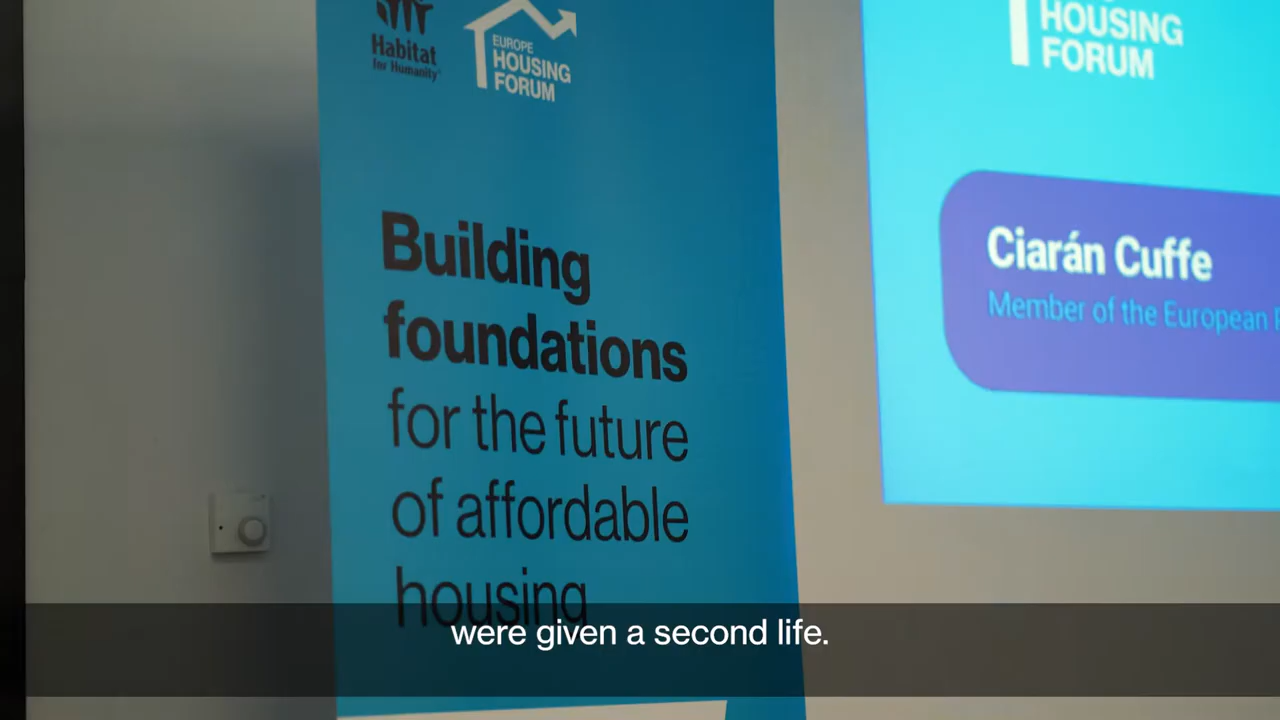 Habitat
for Humanity®
EUROPE
HOUSING
FORUM
Building
foundations
for the future
of affordable
housing
HOUSING
FORUM
Ciarán Cuffe
Member of the European
were given a second life.